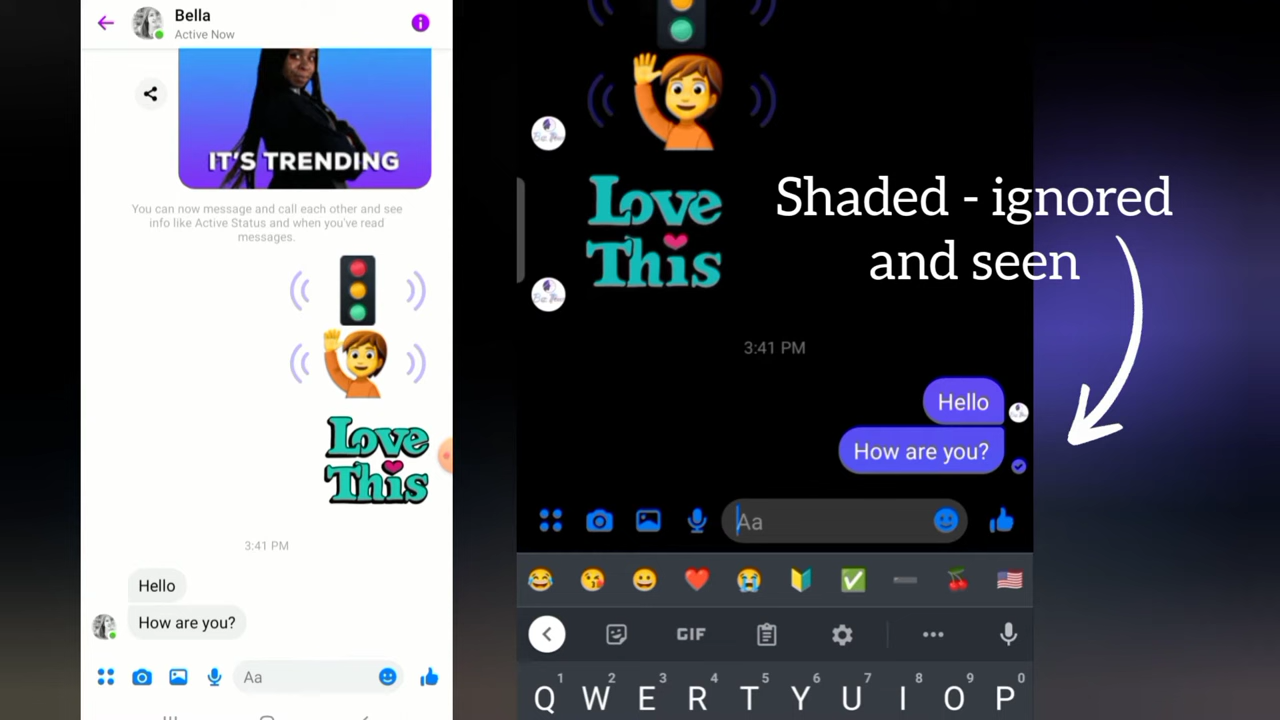 Bella
Active Now
IT'S TRENDING
You can now message and call each other and see
info like Active Status and when you've read
messages.
Love
This
3:41 PM
Hello
How are you?
Aa
Love
This
3:41 PM
Hello
How are you?
Aa
GIF
1 2 3 4 5 6 7 8 9 0
Q W E R T Y U I O P
Shaded - ignored
and seen